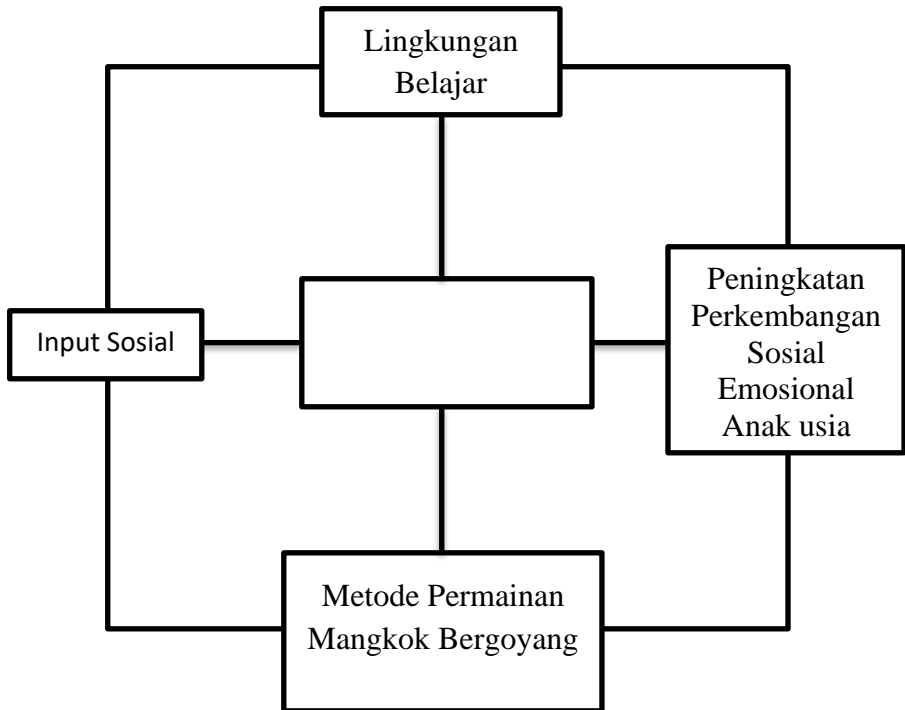 Lingkungan
Belajar
Input Sosial
Peningkatan
Perkembangan
Sosial
Emosional
Anak usia
Metode Permainan
Mangkok Bergoyang